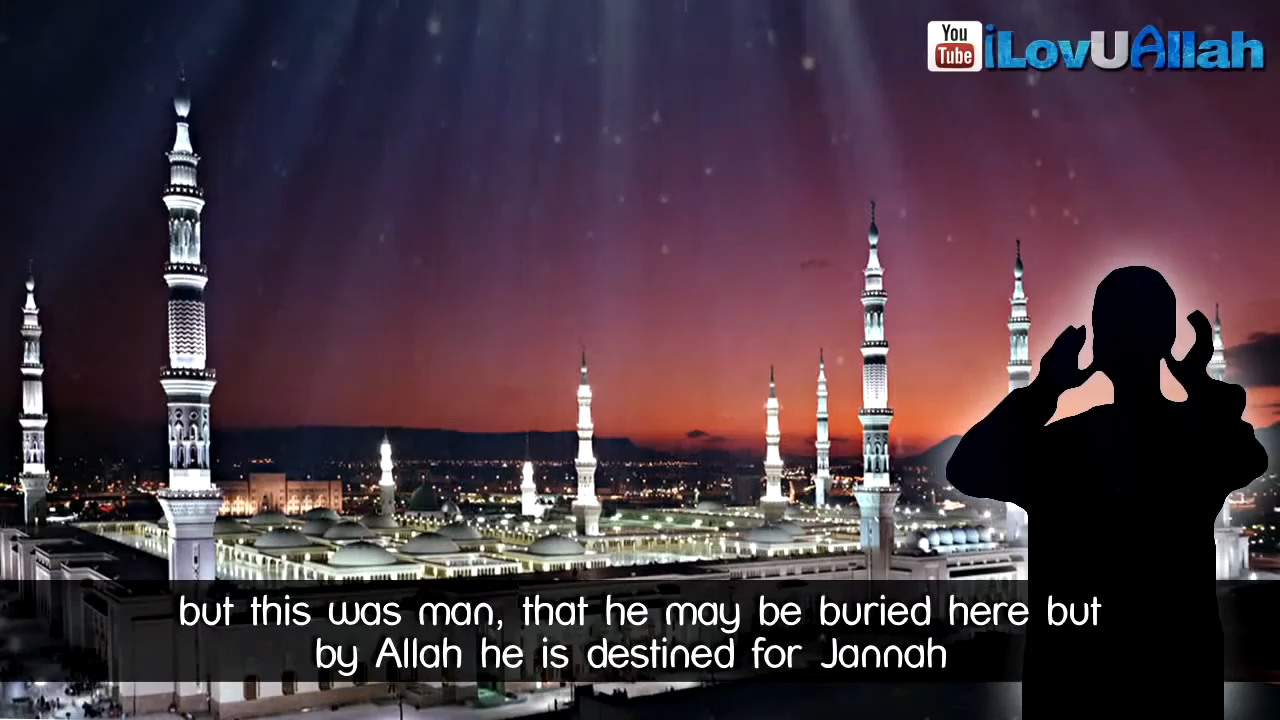 You
Tube
iLovUAllah
but this was man, that he may be buried here but
by Allah he is destined for Jannah